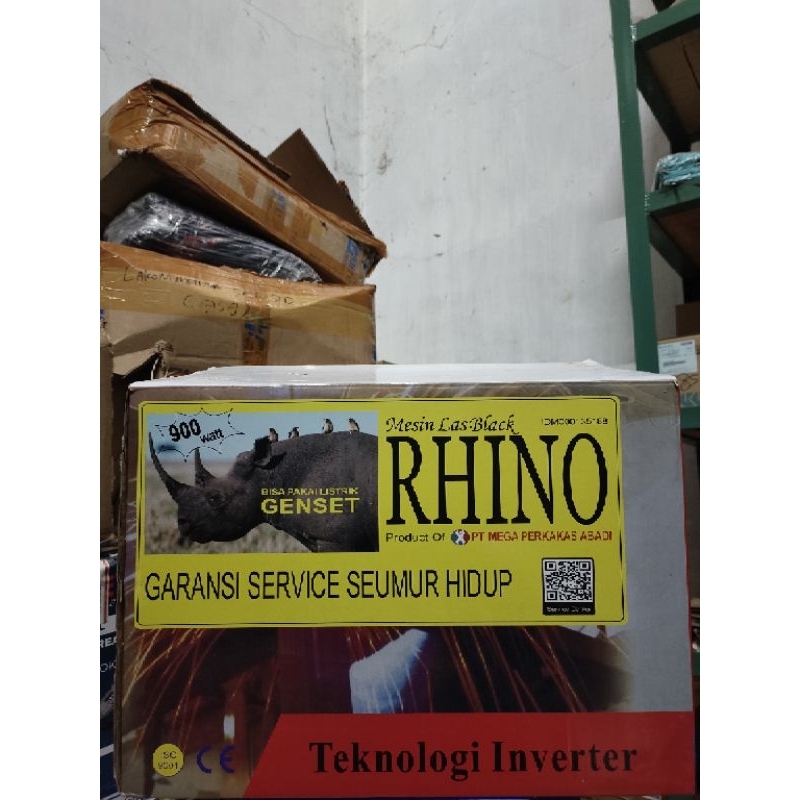 900 watt
BISA PAKAI LISTRIK
GENSET
Mesin Las Black
RHINO
Product Of PT MEGA PERKAKAS ABADI
GARANSI SERVICE SEUMUR HIDUP
CE
Teknologi Inverter